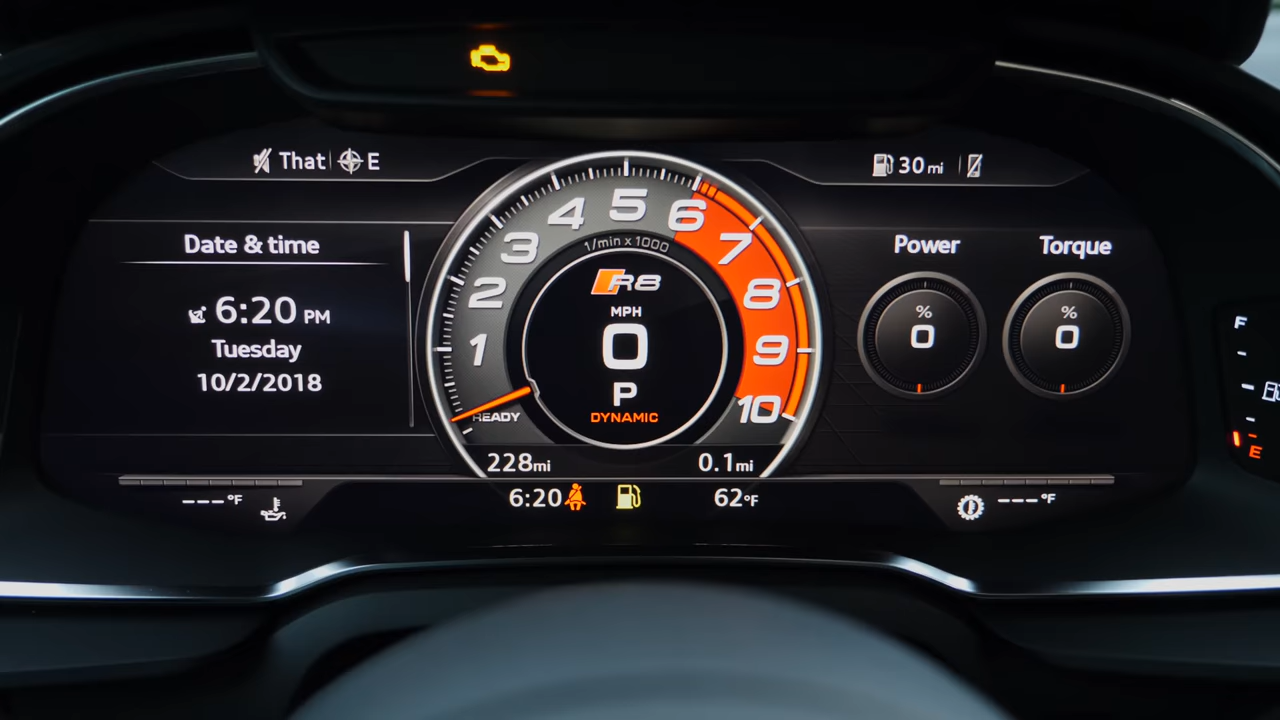 That E
30 mi
Date & time
6:20 PM
Tuesday
10/2/2018
1 2 3 4 5 6 7 8 9 10
1/min x 1000
R8
MPH
0
P
DYNAMIC
READY
228mi
0.1mi
6:20
62°F
Power
Torque
%
0
%
0
---°F
---°F
F
E